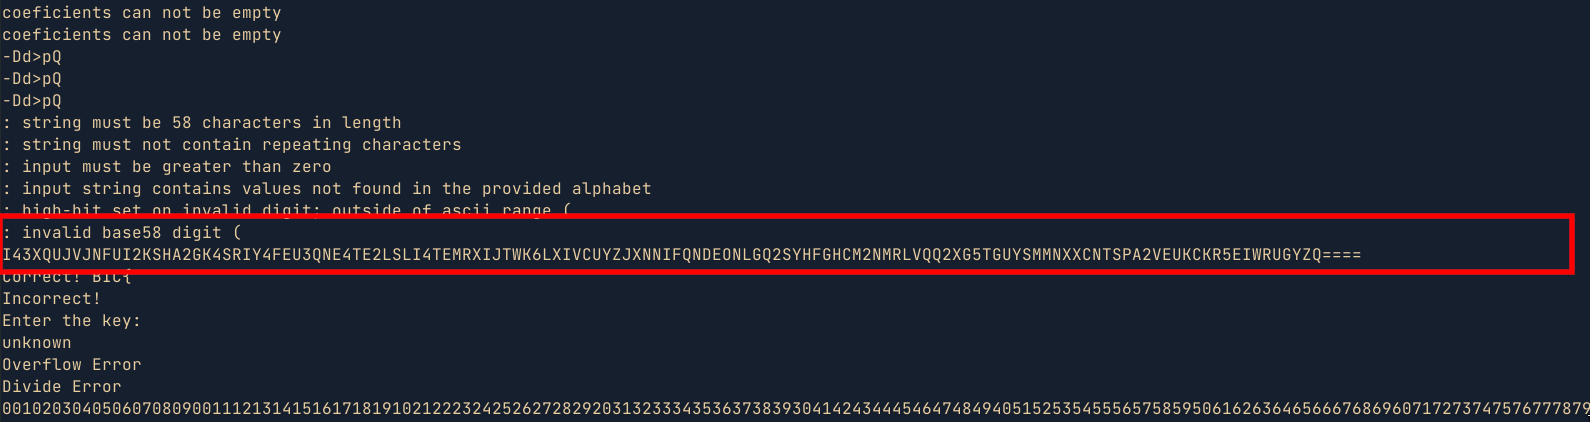 coeficients can not be empty
coeficients can not be empty
-Dd>pQ
-Dd>pQ
-Dd>pQ
: string must be 58 characters in length
: string must not contain repeating characters
: input must be greater than zero
: input string contains values not found in the provided alphabet
: high-bit set on invalid digit; outside of ascii range (
: invalid base58 digit (
I43XQUJVJNFUI2KSHA2GK4SRIY4FEU3QNE4TE2LSLI4TEMRXIJTWK6LXIVCUYZJXNNIFQNDEONLGQ2SYHFGHCM2NMRLVQQ2XG5TGUYSMMNXXCNTSPA2VEUKCKR5EIWRUGYZQ====
Correct! BIC{
Incorrect!
Enter the key:
unknown
Overflow Error
Divide Error
001020304050607080900111213141516171819102122232425262728292031323334353637383930414243444546474849405152535455565758595061626364656667686960717273747576777879